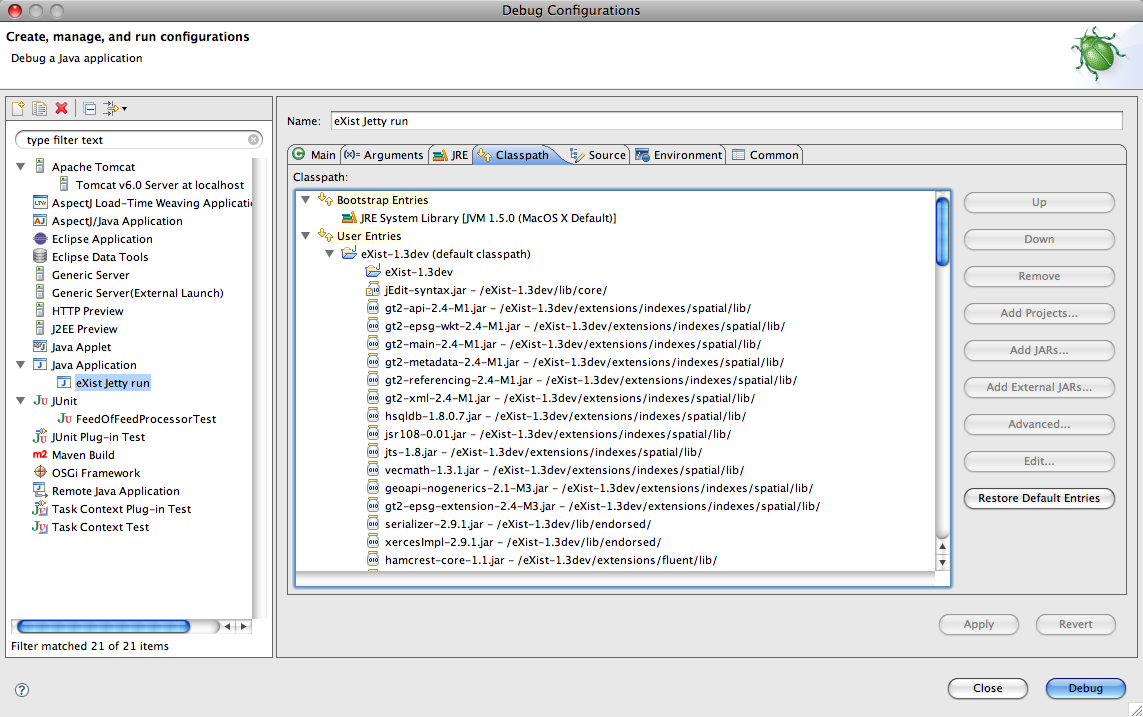 Debug Configurations
Create, manage, and run configurations
Debug a Java application
type filter text
Apache Tomcat
Tomcat v6.0 Server at localhost
AspectJ Load-Time Weaving Applicati
AspectJ/Java Application
Eclipse Application
Eclipse Data Tools
Generic Server
Generic Server(External Launch)
HTTP Preview
J2EE Preview
Java Applet
Java Application
eXist Jetty run
JUnit
FeedOfFeedProcessorTest
JUnit Plug-in Test
Maven Build
OSGi Framework
Remote Java Application
Task Context Plug-in Test
Task Context Test
Filter matched 21 of 21 items
Name: eXist Jetty run
Main (x)= Arguments JRE Classpath Source Environment Common
Classpath:
Bootstrap Entries
JRE System Library [JVM 1.5.0 (MacOS X Default)]
User Entries
eXist-1.3dev (default classpath)
eXist-1.3dev
jEdit-syntax.jar - /eXist-1.3dev/lib/core/
gt2-api-2.4-M1.jar - /eXist-1.3dev/extensions/indexes/spatial/lib/
gt2-epsg-wkt-2.4-M1.jar - /eXist-1.3dev/extensions/indexes/spatial/lib/
gt2-main-2.4-M1.jar - /eXist-1.3dev/extensions/indexes/spatial/lib/
gt2-metadata-2.4-M1.jar - /eXist-1.3dev/extensions/indexes/spatial/lib/
gt2-referencing-2.4-M1.jar - /eXist-1.3dev/extensions/indexes/spatial/lib/
gt2-xml-2.4-M1.jar - /eXist-1.3dev/extensions/indexes/spatial/lib/
hsqldb-1.8.0.7.jar - /eXist-1.3dev/extensions/indexes/spatial/lib/
jsr108-0.01.jar - /eXist-1.3dev/extensions/indexes/spatial/lib/
jts-1.8.jar - /eXist-1.3dev/extensions/indexes/spatial/lib/
vecmath-1.3.1.jar - /eXist-1.3dev/extensions/indexes/spatial/lib/
geoapi-nogenerics-2.1-M3.jar - /eXist-1.3dev/extensions/indexes/spatial/lib/
gt2-epsg-extension-2.4-M3.jar - /eXist-1.3dev/extensions/indexes/spatial/lib/
serializer-2.9.1.jar - /eXist-1.3dev/lib/endorsed/
xercesImpl-2.9.1.jar - /eXist-1.3dev/lib/endorsed/
hamcrest-core-1.1.jar - /eXist-1.3dev/extensions/fluent/lib/
Up
Down
Remove
Add Projects...
Add JARs...
Add External JARs...
Advanced...
Edit...
Restore Default Entries
Apply Revert
Close Debug